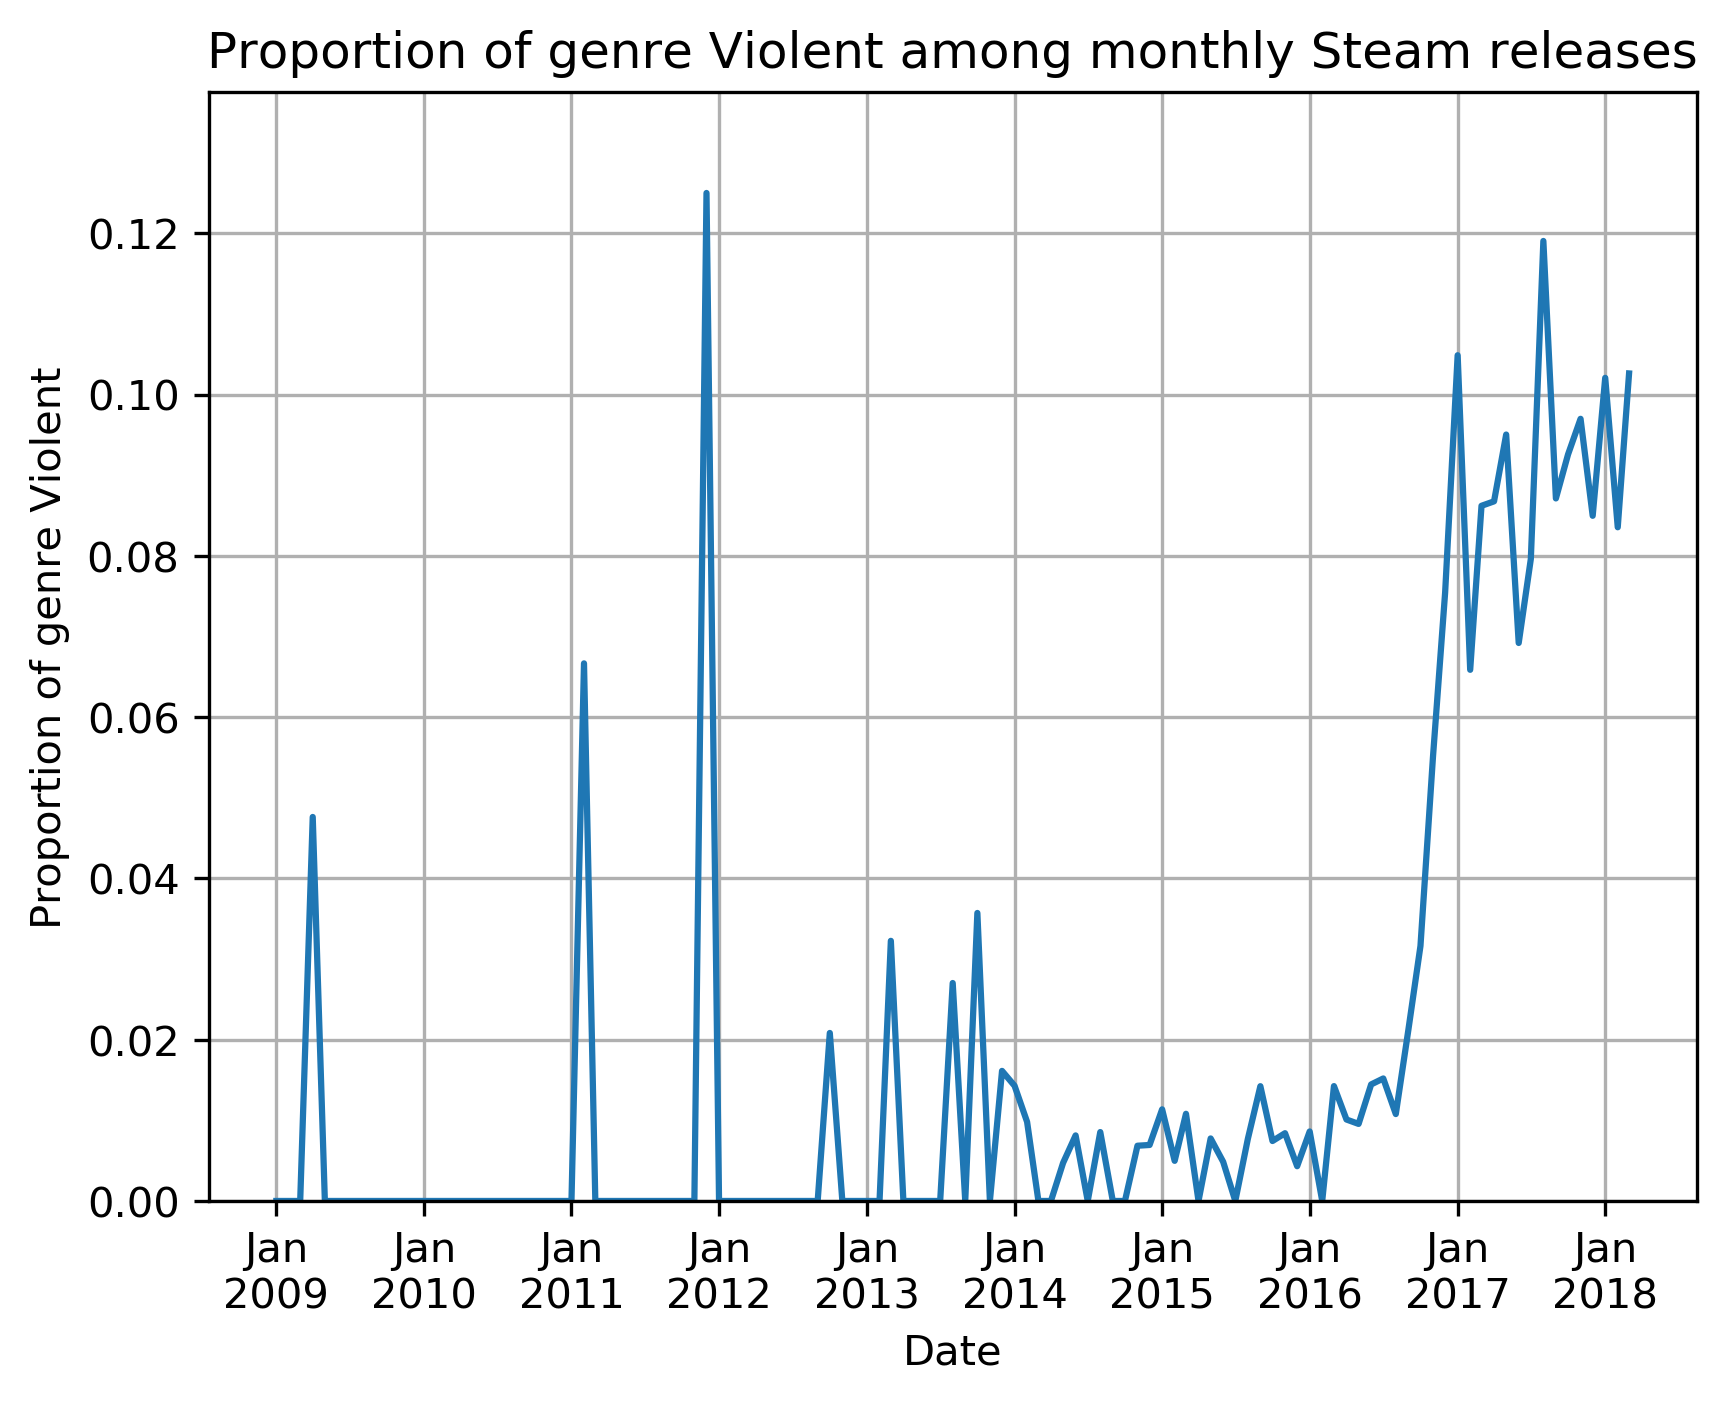 Proportion of genre Violent among monthly Steam releases
Proportion of genre Violent
0.12
0.10
0.08
0.06
0.04
0.02
0.00
Jan Jan Jan Jan Jan Jan Jan Jan Jan Jan
2009 2010 2011 2012 2013 2014 2015 2016 2017 2018
Date